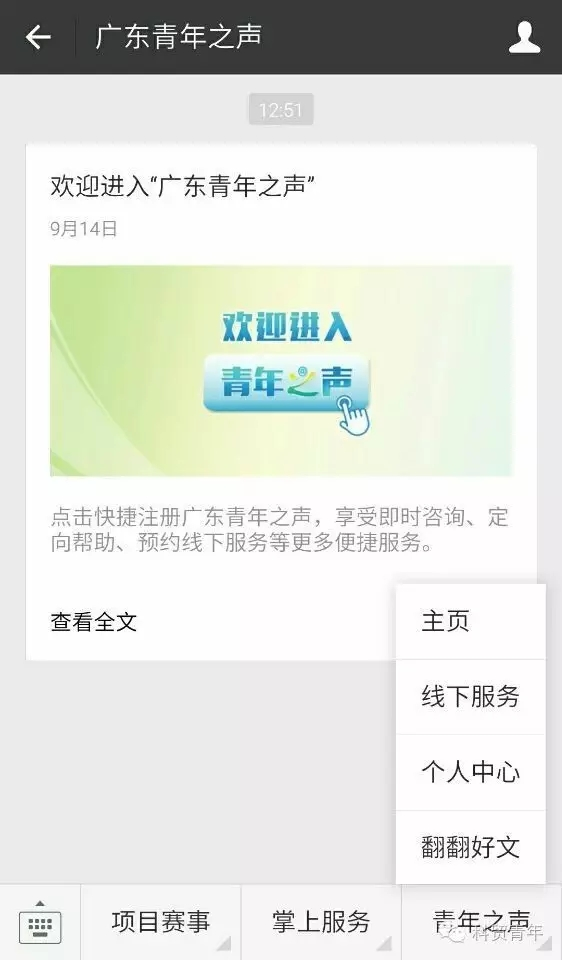 广东青年之声
12:51
欢迎进入“广东青年之声”
9月14日
欢迎进入
青年之声
点击快捷注册广东青年之声，享受即时咨询、定
向帮助、预约线下服务等更多便捷服务。
查看全文
主页
线下服务
个人中心
翻翻好文
项目赛事
掌上服务
青年之声
科贸青年